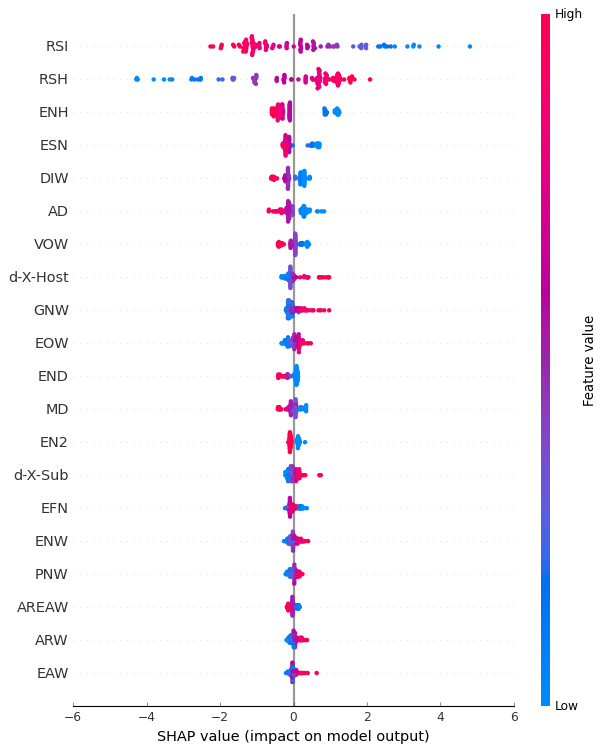 High
RSI
RSH
ENH
ESN
DIW
AD
VOW
d-X-Host
GNW
EOW
END
MD
EN2
d-X-Sub
EFN
ENW
PNW
AREAW
ARW
EAW
Feature value
Low
−6 −4 −2 0 2 4 6
SHAP value (impact on model output)